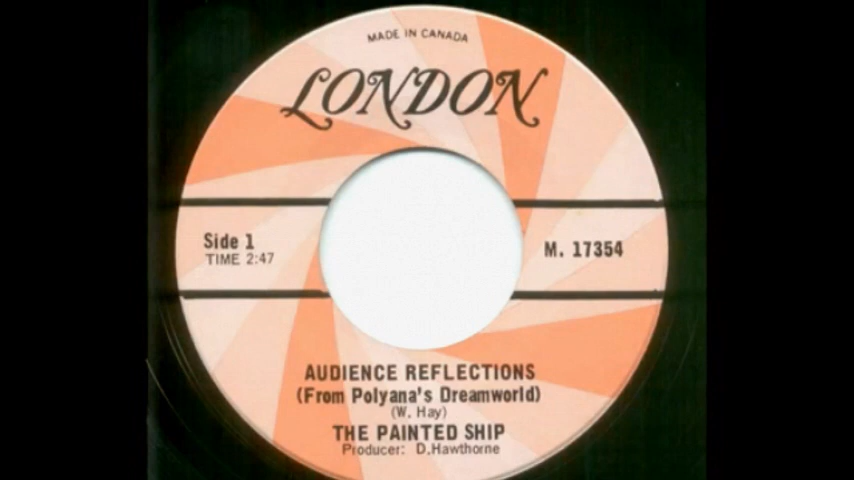 MADE IN CANADA
LONDON
Side 1
TIME 2:47
M. 17354
AUDIENCE REFLECTIONS
(From Polyana's Dreamworld)
(W. Hay)
THE PAINTED SHIP
Producer: D.Hawthorne